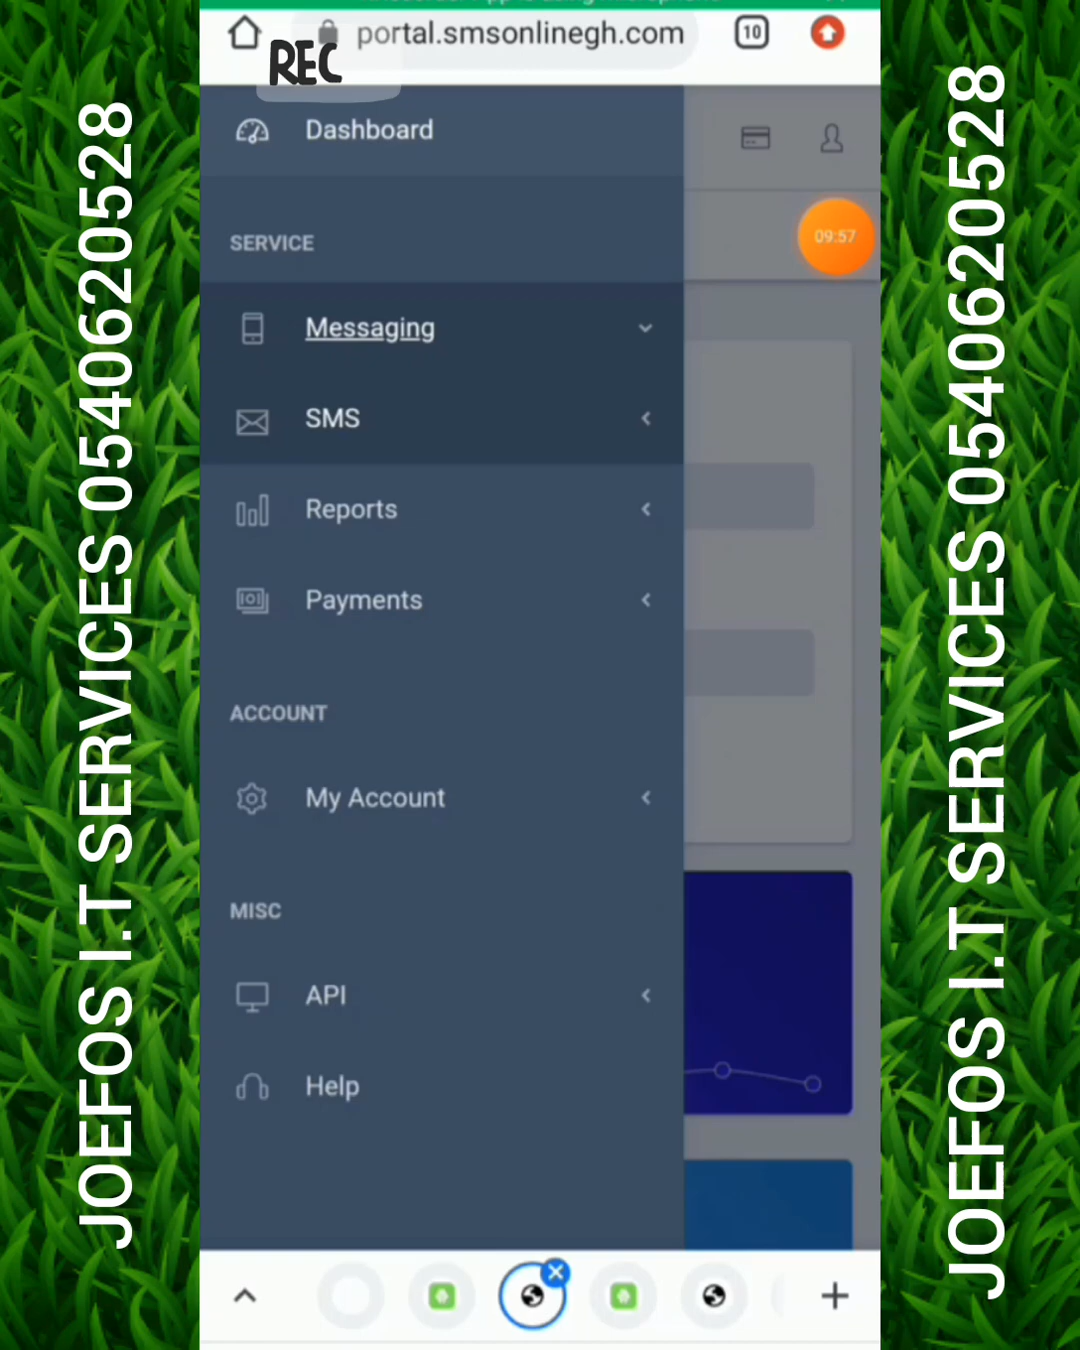 portal.smsonlinegh.com
10
REC
Dashboard
09:57
SERVICE
Messaging
SMS
Reports
Payments
ACCOUNT
My Account
MISC
API
Help
JOEFOS I.T SERVICES 0540620528
JOEFOS I.T SERVICES 0540620528